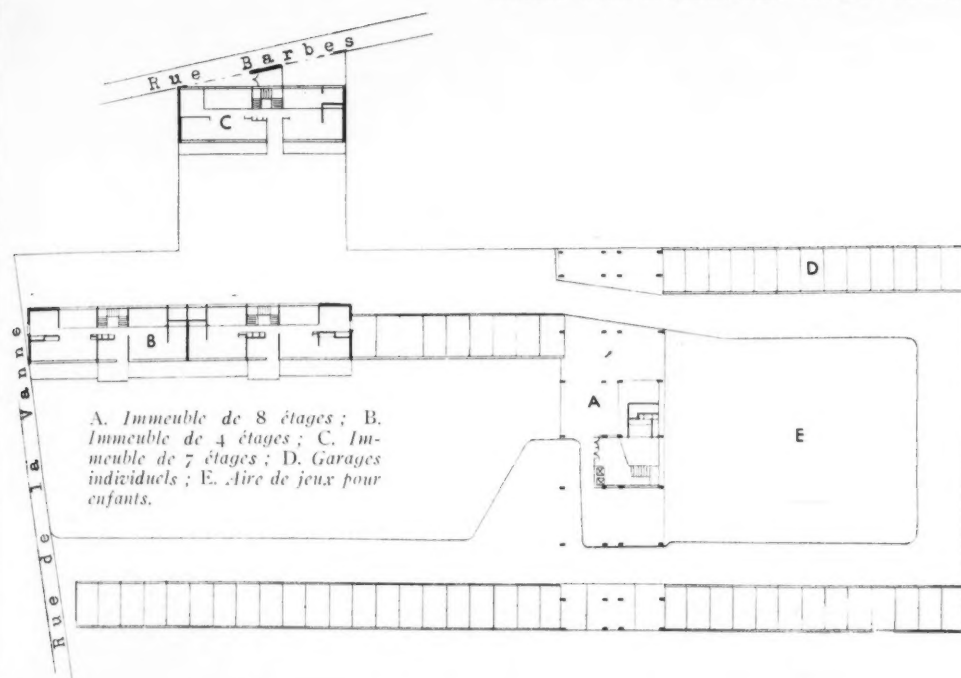 Rue Barbes
C
D
B
A
E
A. Immeuble de 8 étages ; B.
Immeuble de 4 étages ; C. Im-
meuble de 7 étages ; D. Garages
individuels ; E. Aire de jeux pour
enfants.
Rue de la Vanne